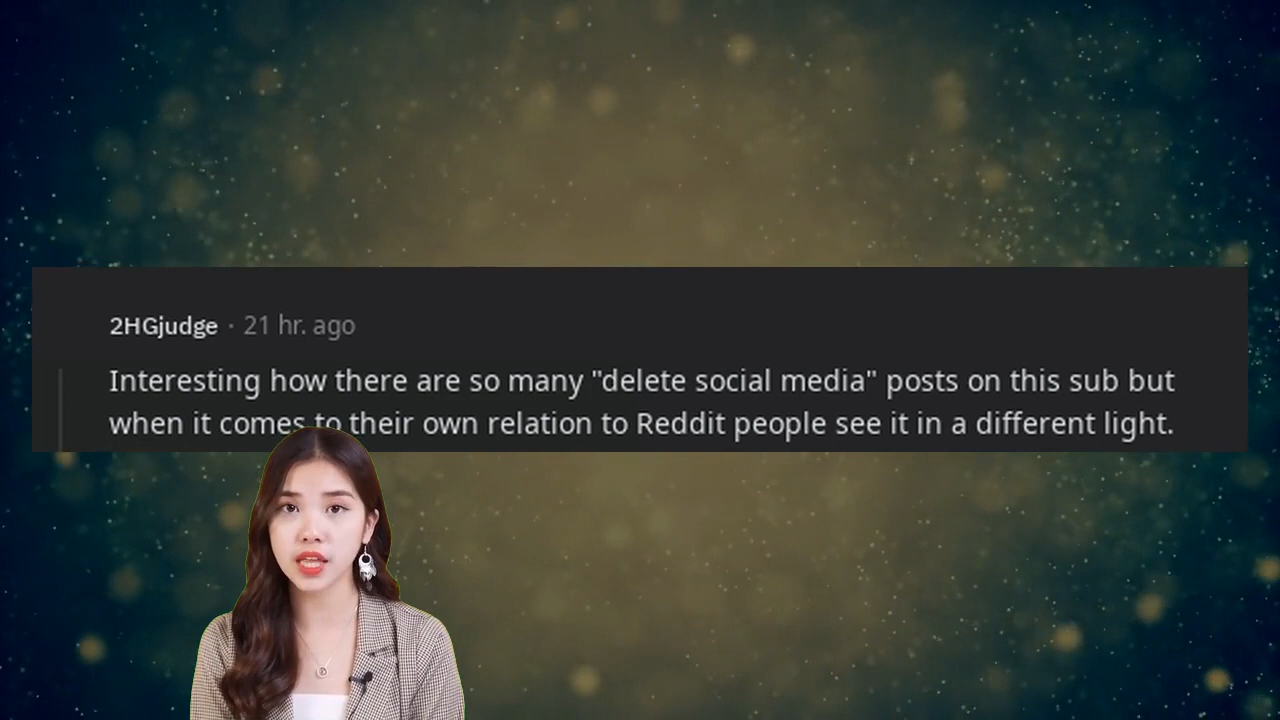 2HGjudge · 21 hr. ago
Interesting how there are so many "delete social media" posts on this sub but
when it comes to their own relation to Reddit people see it in a different light.